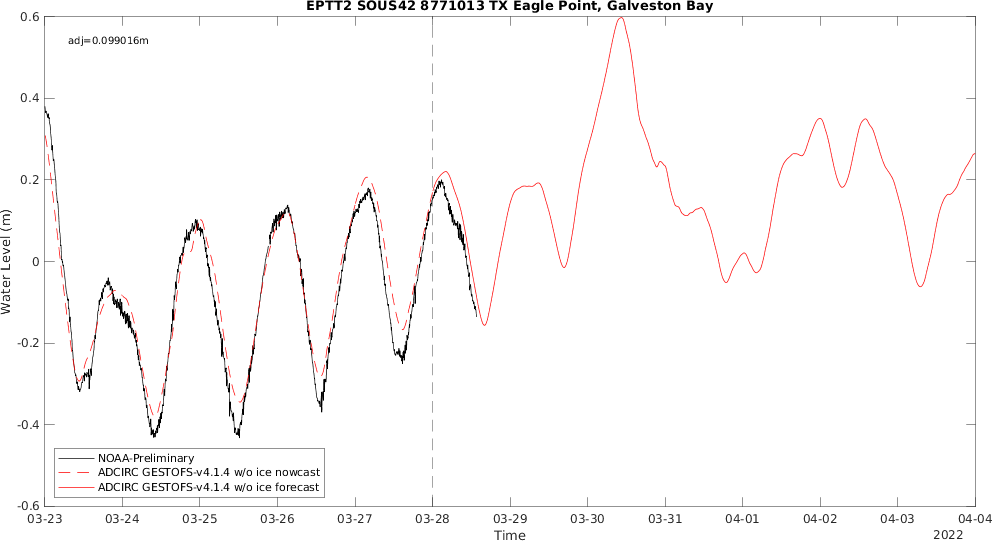 EPTT2 SOUS42 8771013 TX Eagle Point, Galveston Bay
adj=0.099016m
0.6
0.4
0.2
0
-0.2
-0.4
-0.6
Water Level (m)
NOAA-Preliminary
ADCIRC GESTOFS-v4.1.4 w/o ice nowcast
ADCIRC GESTOFS-v4.1.4 w/o ice forecast
03-23 03-24 03-25 03-26 03-27 03-28 03-29 03-30 03-31 04-01 04-02 04-03 04-04
Time
2022